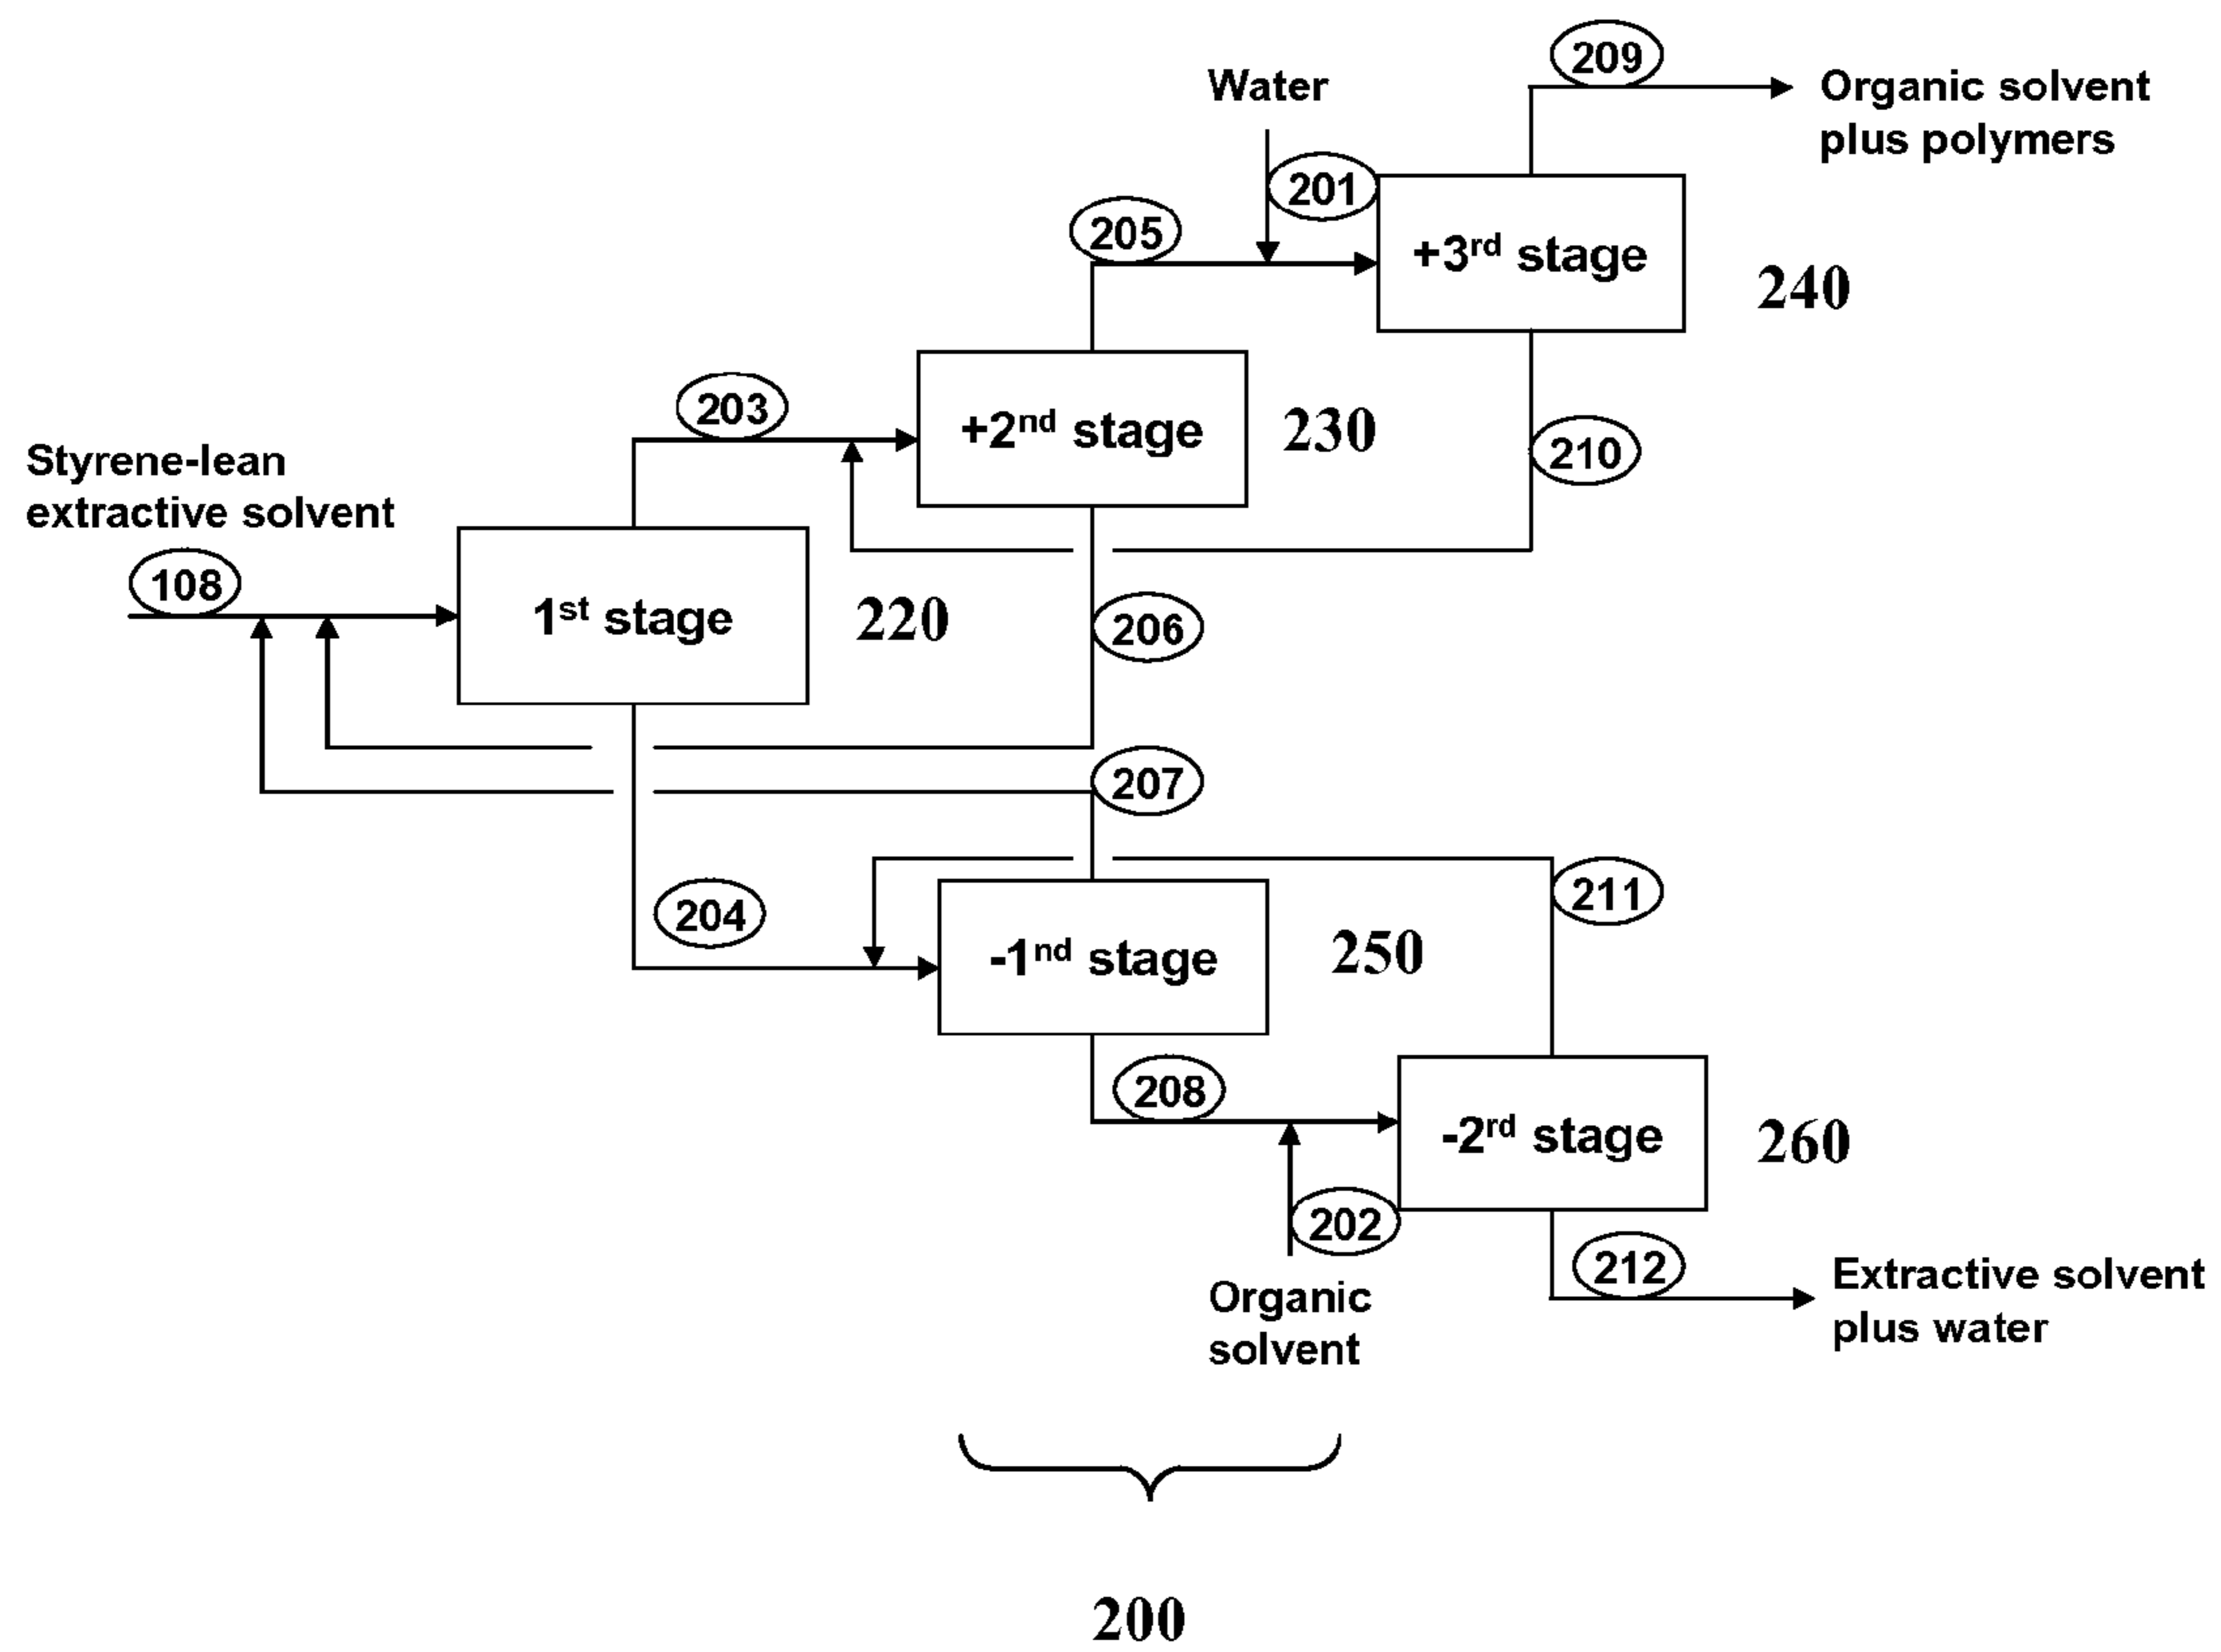 209
Water
Organic solvent
plus polymers
201
205
+3rd stage
240
203
+2nd stage
230
210
Styrene-lean
extractive solvent
108
1st stage
220
206
207
211
204
-1nd stage
250
208
-2rd stage
260
202
212
Organic
solvent
Extractive solvent
plus water
200